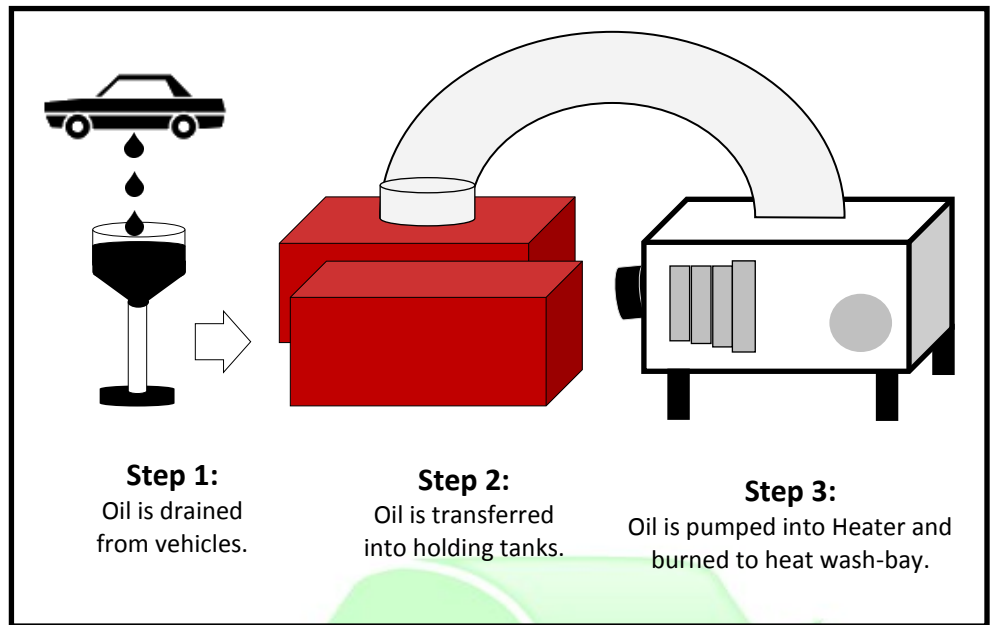 Step 1:
Oil is drained
from vehicles.
Step 2:
Oil is transferred
into holding tanks.
Step 3:
Oil is pumped into Heater and
burned to heat wash-bay.